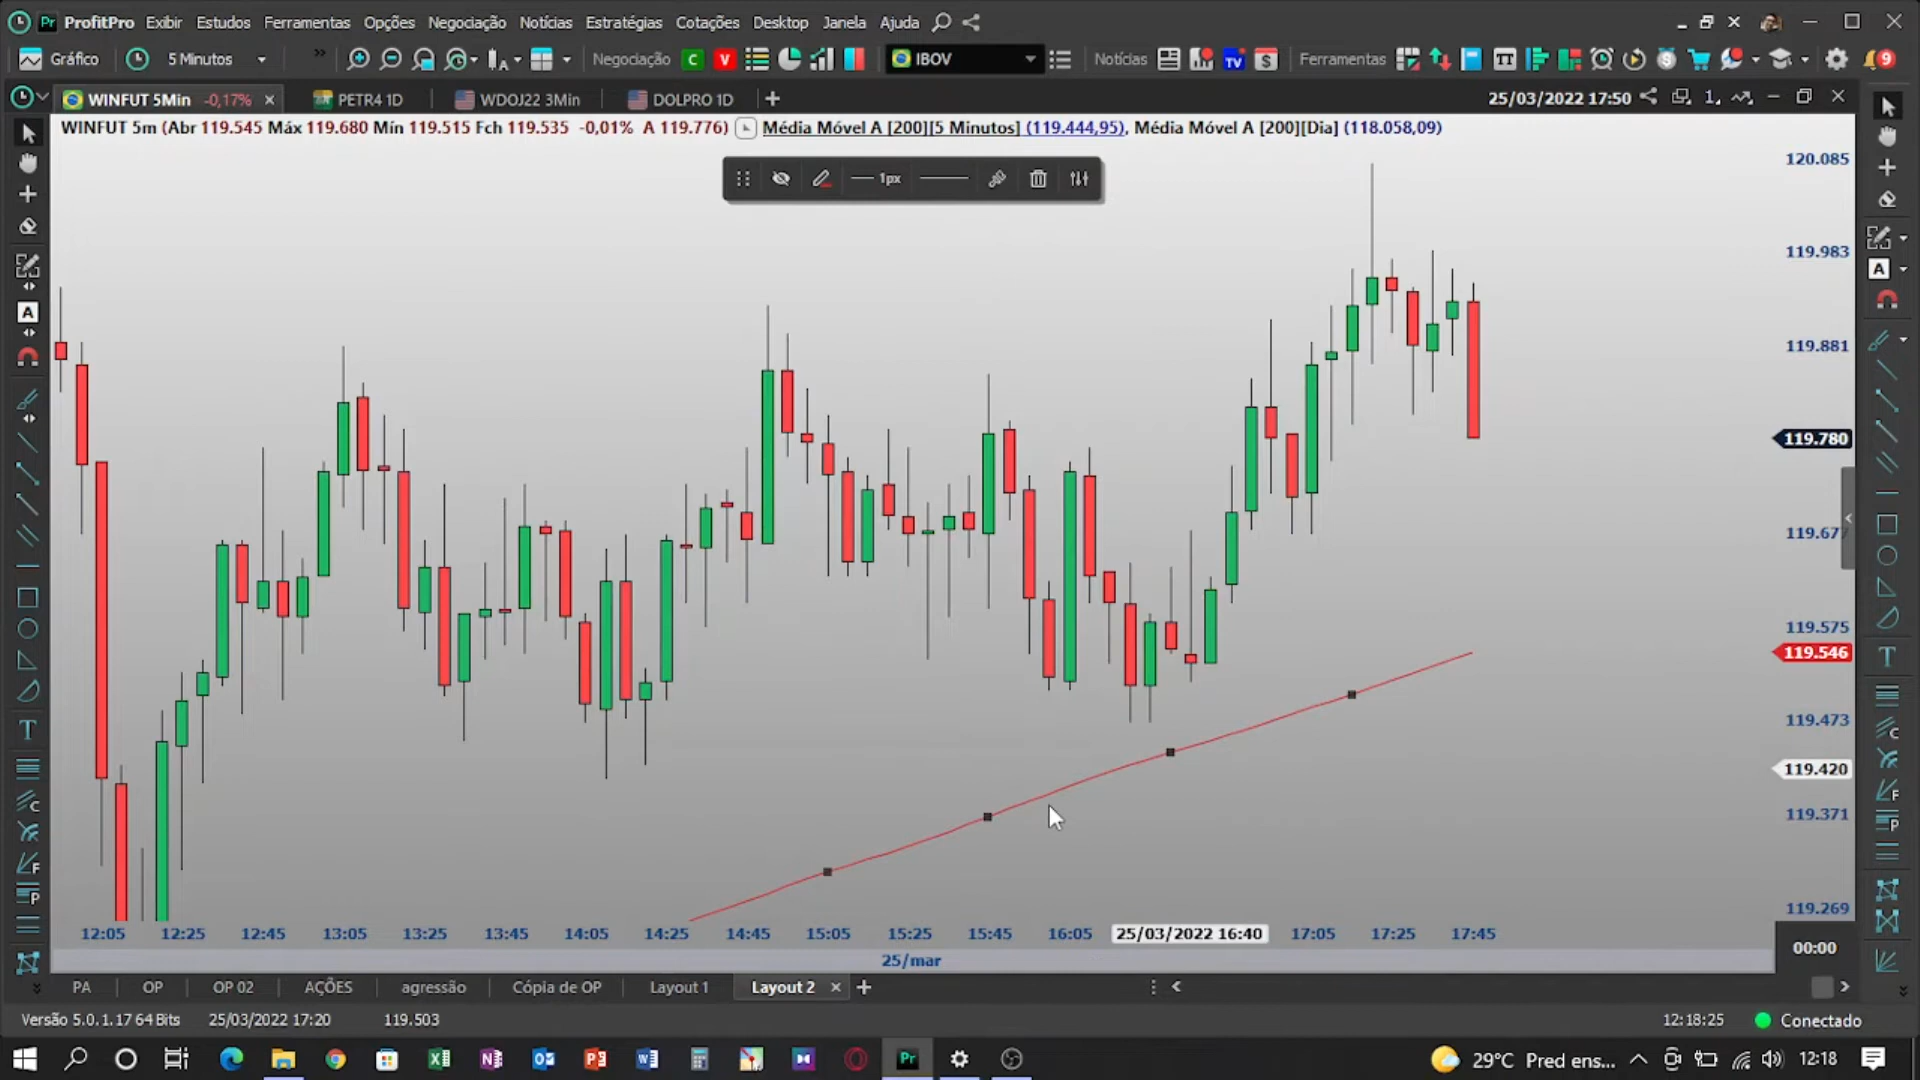 ProfitPro Exibir Estudos Ferramentas Opções Negociação Notícias Estratégias Cotações Desktop Janela Ajuda
Gráfico 5 Minutos Negociação C V IBOV Notícias Ferramentas 9
WINFUT 5Min -0,17% PETR4 1D WDOJ22 3Min DOLPRO 1D 25/03/2022 17:50
WINFUT 5m (Abr 119.545 Máx 119.680 Mín 119.515 Fch 119.535 -0,01% A 119.776) Média Móvel A [200][5 Minutos] (119.444,95), Média Móvel A [200][Dia] (118.058,09)
1px
120.085
119.983
119.881
119.780
119.677
119.575
119.546
119.473
119.420
119.371
119.269
12:05 12:25 12:45 13:05 13:25 13:45 14:05 14:25 14:45 15:05 15:25 15:45 16:05 25/03/2022 16:40 17:05 17:25 17:45
00:00
25/mar
PA OP OP 02 AÇÕES agressão Cópia de OP Layout 1 Layout 2
Versão 5.0.1.17 64 Bits 25/03/2022 17:20 119.503 12:18:25 Conectado
29°C Pred ens... 12:18